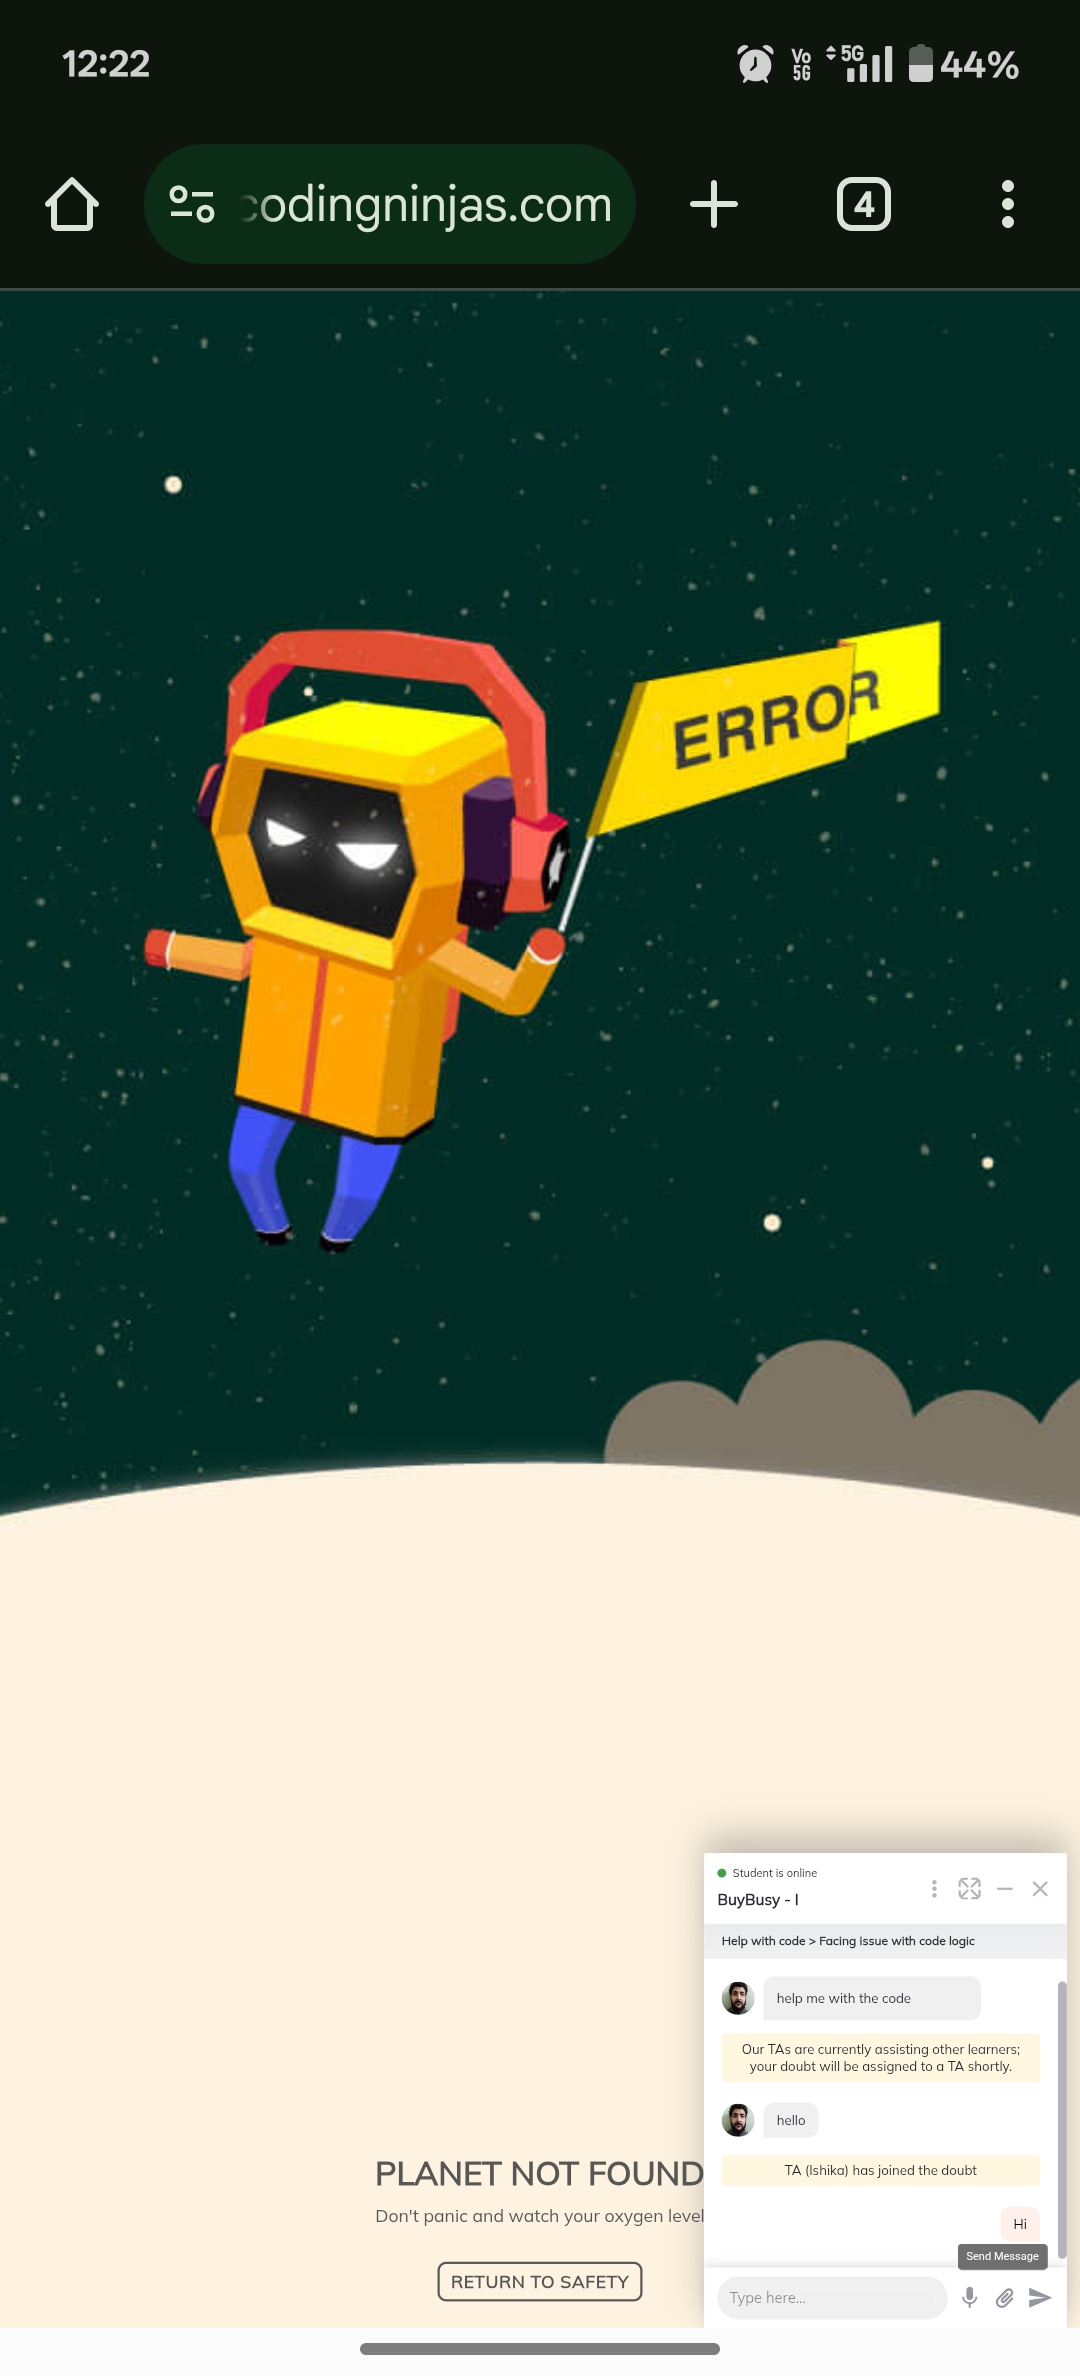 12:22
Vo
5G
5G
44%
codingninjas.com
4
ERROR
Student is online
BuyBusy - I
Help with code > Facing issue with code logic
help me with the code
Our TAs are currently assisting other learners;
your doubt will be assigned to a TA shortly.
hello
TA (Ishika) has joined the doubt
Hi
Send Message
Type here...
PLANET NOT FOUND
Don't panic and watch your oxygen level
RETURN TO SAFETY